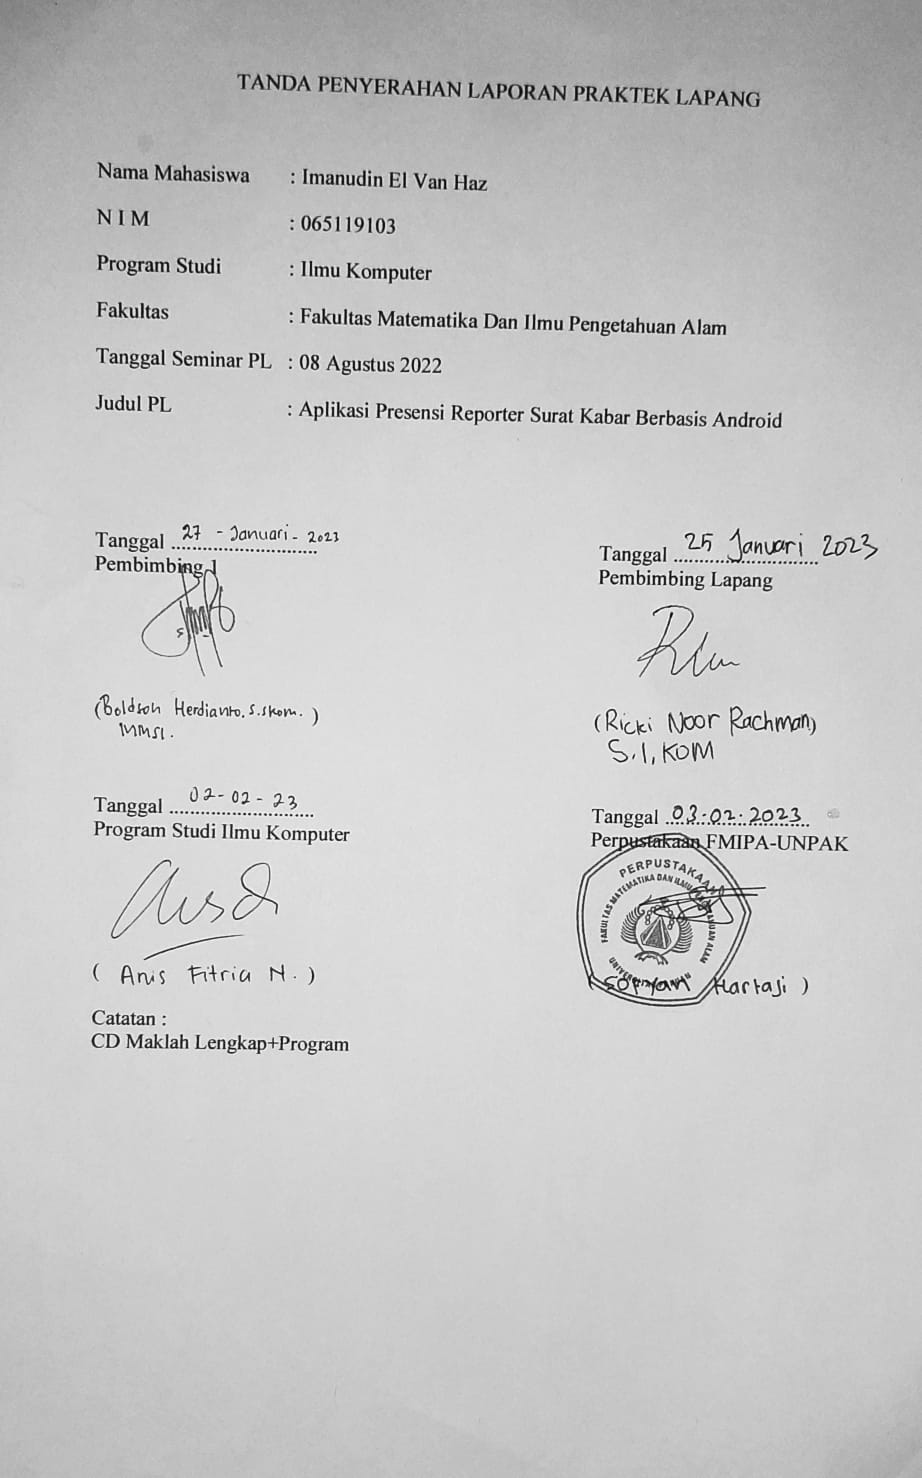 TANDA PENYERAHAN LAPORAN PRAKTEK LAPANG
Nama Mahasiswa : Imanudin El Van Haz
N I M : 065119103
Program Studi : Ilmu Komputer
Fakultas : Fakultas Matematika Dan Ilmu Pengetahuan Alam
Tanggal Seminar PL : 08 Agustus 2022
Judul PL : Aplikasi Presensi Reporter Surat Kabar Berbasis Android
Tanggal 27 - Januari - 2023
Pembimbing 1
(Boldson Herdianto. S.Skom. )
MMSI.
Tanggal 25 Januari 2023
Pembimbing Lapang
(Ricki Noor Rachman)
S.I, KOM
Tanggal 02-02-23
Program Studi Ilmu Komputer
( Anis Fitria N. )
Tanggal 03.02.2023
Perpustakaan FMIPA-UNPAK
PERPUSTAKAAN
FAKULTAS MATEMATIKA DAN ILMU PENGETAHUAN ALAM
( Sofyan Hartaji )
Catatan :
CD Maklah Lengkap+Program